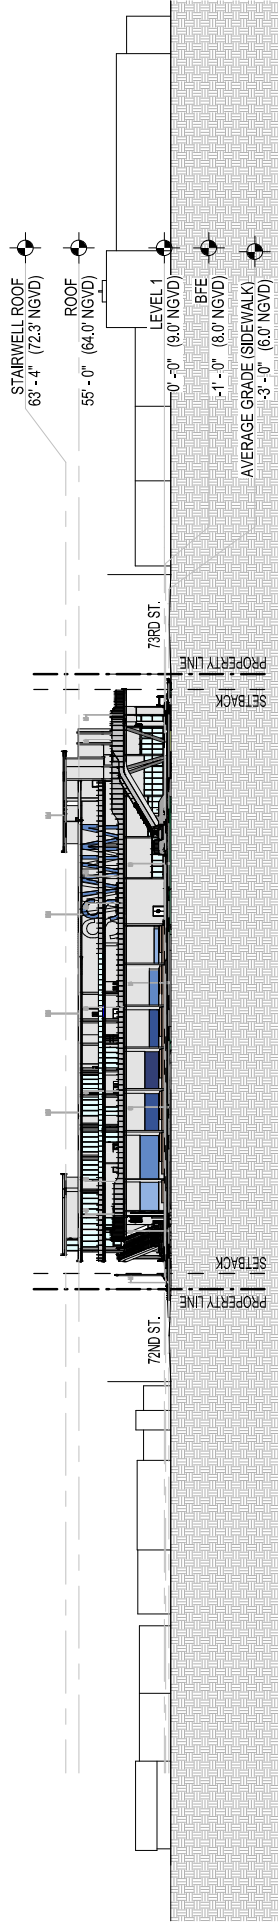 STAIRWELL ROOF
63' - 4" (72.3' NGVD)
ROOF
55' - 0" (64.0' NGVD)
LEVEL 1
0' - 0" (9.0' NGVD)
BFE
-1' - 0" (8.0' NGVD)
AVERAGE GRADE (SIDEWALK)
-3' - 0" (6.0' NGVD)
72ND ST.
73RD ST.
PROPERTY LINE
SETBACK
SETBACK
PROPERTY LINE